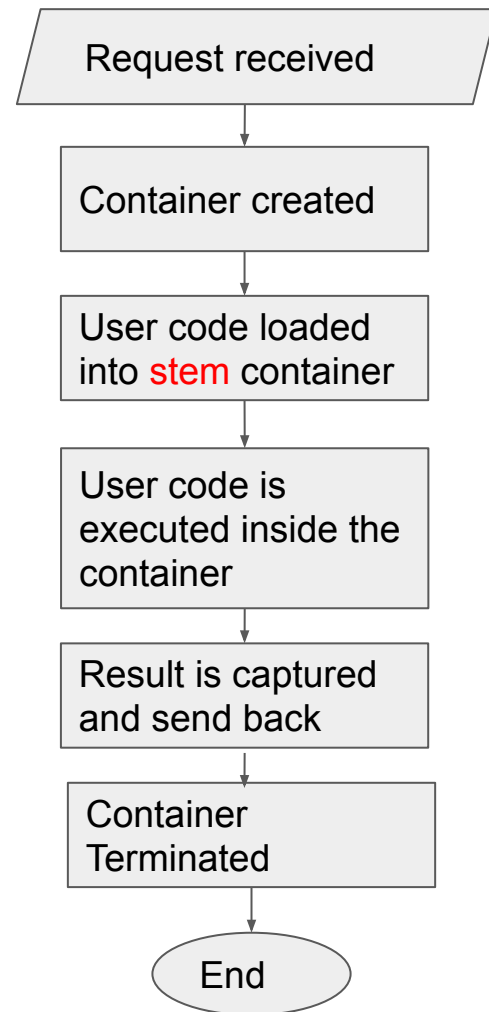 Request received
Container created
User code loaded
into stem container
User code is
executed inside the
container
Result is captured
and send back
Container
Terminated
End